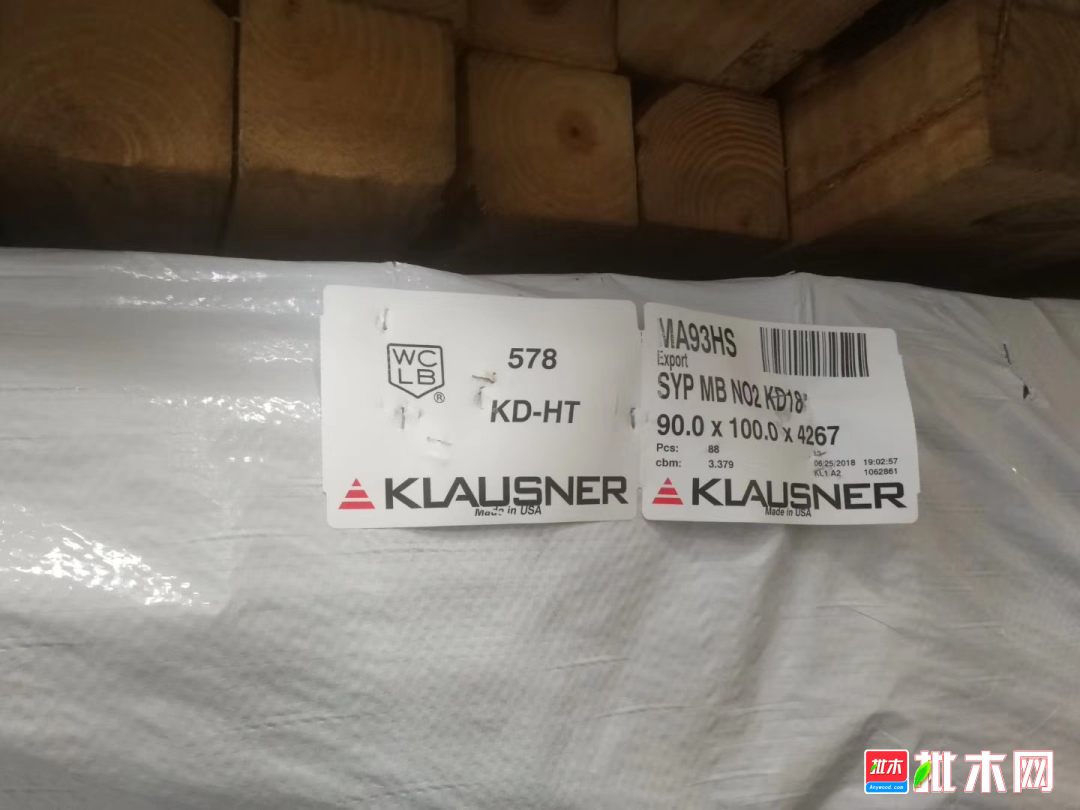 WC
LB
®
578
KD-HT
KLAUSNER
Made in USA
MA93HS
Export
SYP MB NO2 KD18
90.0 x 100.0 x 4267
Pcs: 88
cbm: 3.379
06/25/2018 19:02:57
KL1 A2 1062861
KLAUSNER
Made in USA
批木
Anywood.com
批木网